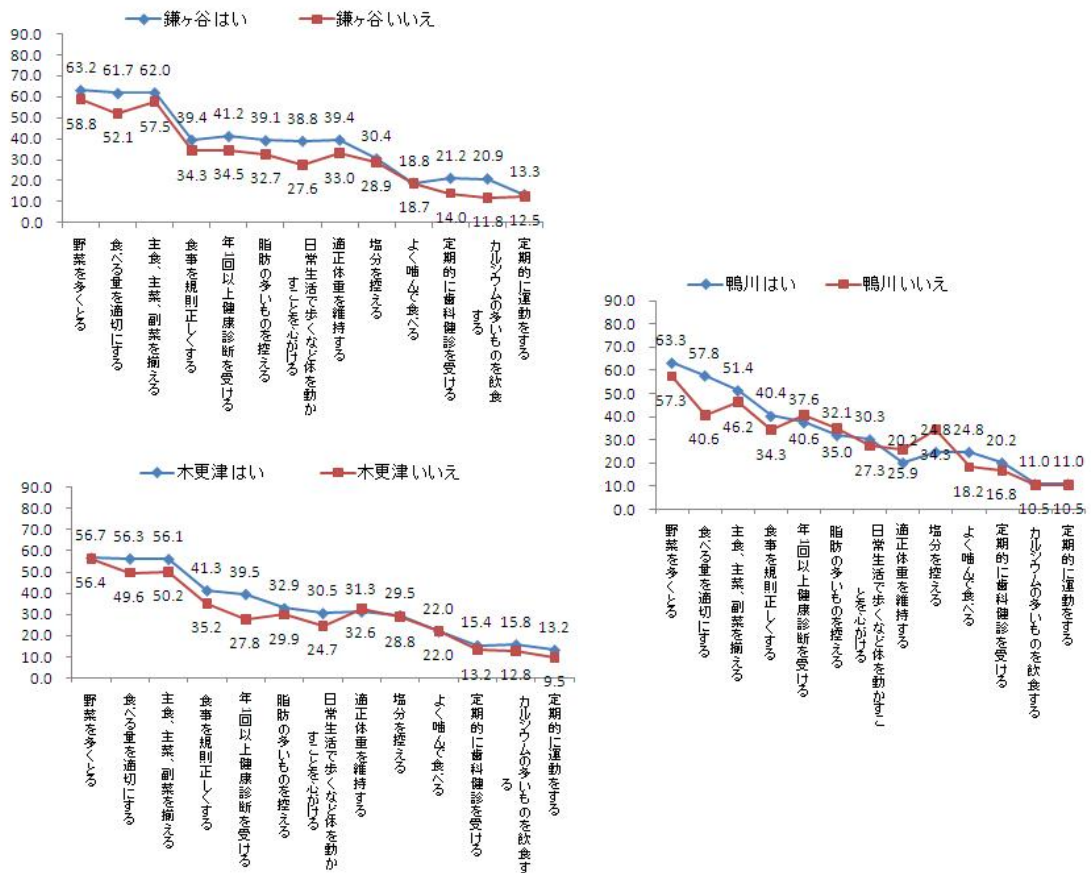 鎌ヶ谷はい
鎌ヶ谷いいえ
90.0
80.0
70.0
60.0
50.0
40.0
30.0
20.0
10.0
0.0
63.2 61.7 62.0 39.4 41.2 39.1 38.8 39.4 30.4 18.8 21.2 20.9 13.3
58.8 52.1 57.5 34.3 34.5 32.7 27.6 33.0 28.9 18.7 14.0 11.8 12.5
野菜を多くとる
食べる量を適切にする
主食、主菜、副菜を揃える
食事を規則正しくする
年1回以上健康診断を受ける
脂肪の多いものを控える
日常生活で歩くなど体を動か
すことを心がける
適正体重を維持する
塩分を控える
よく噛んで食べる
定期的に歯科健診を受ける
カルシウムの多いものを飲食
する
定期的に運動をする
木更津はい
木更津いいえ
90.0
80.0
70.0
60.0
50.0
40.0
30.0
20.0
10.0
0.0
56.7 56.3 56.1 41.3 39.5 32.9 30.5 31.3 29.5 22.0 15.4 15.8 13.2
56.4 49.6 50.2 35.2 27.8 29.9 24.7 32.6 28.8 22.0 13.2 12.8 9.5
野菜を多くとる
食べる量を適切にする
主食、主菜、副菜を揃える
食事を規則正しくする
年1回以上健康診断を受ける
脂肪の多いものを控える
日常生活で歩くなど体を動か
すことを心がける
適正体重を維持する
塩分を控える
よく噛んで食べる
定期的に歯科健診を受ける
カルシウムの多いものを飲食す
る
定期的に運動をする
鴨川はい
鴨川いいえ
90.0
80.0
70.0
60.0
50.0
40.0
30.0
20.0
10.0
0.0
63.3 57.8 51.4 40.4 37.6 32.1 30.3 20.2 24.8 24.8 20.2 11.0 11.0
57.3 40.6 46.2 34.3 40.6 35.0 27.3 25.9 34.3 18.2 16.8 10.5 10.5
野菜を多くとる
食べる量を適切にする
主食、主菜、副菜を揃える
食事を規則正しくする
年1回以上健康診断を受ける
脂肪の多いものを控える
日常生活で歩くなど体を動かすこ
とを心がける
適正体重を維持する
塩分を控える
よく噛んで食べる
定期的に歯科健診を受ける
カルシウムの多いものを飲食する
定期的に運動をする